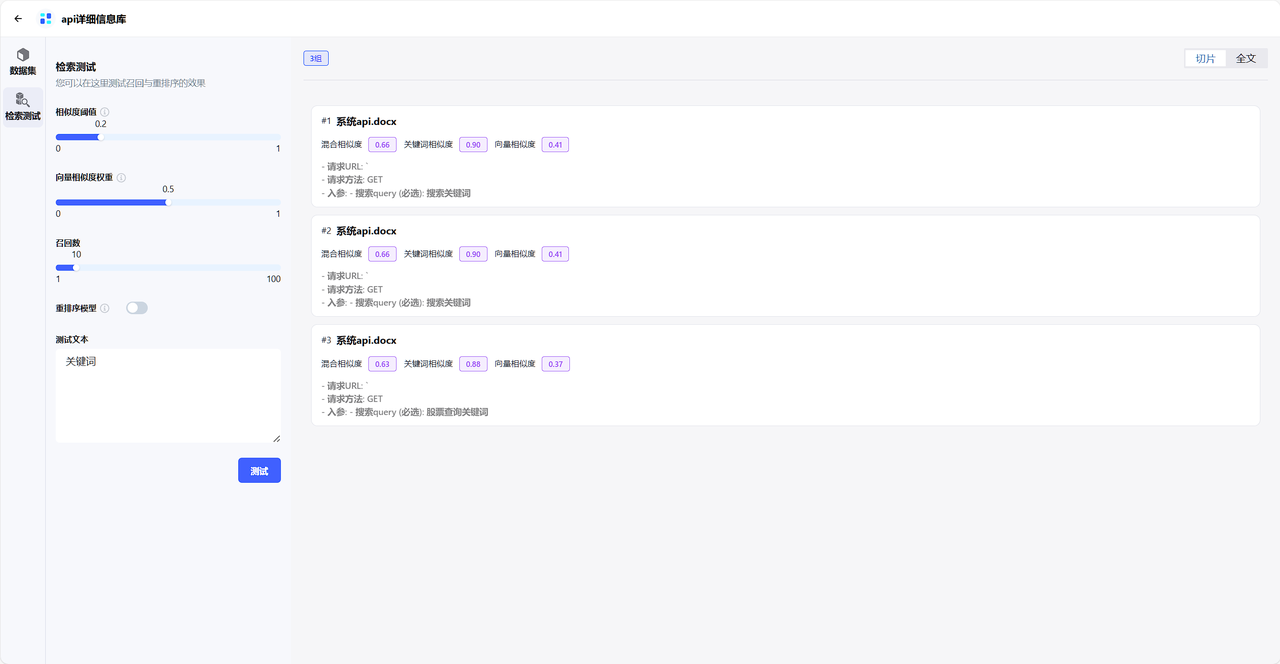 api详细信息库
数据集
检索测试
检索测试
您可以在这里测试召回与重排序的效果
相似度阈值
0.2
0 1
向量相似度权重
0.5
0 1
召回数
10
1 100
重排序模型
测试文本
关键词
测试
3组
切片 全文
#1 系统api.docx
混合相似度 0.66 关键词相似度 0.90 向量相似度 0.41
- 请求URL: `
- 请求方法: GET
- 入参: - 搜索query (必选): 搜索关键词
#2 系统api.docx
混合相似度 0.66 关键词相似度 0.90 向量相似度 0.41
- 请求URL: `
- 请求方法: GET
- 入参: - 搜索query (必选): 搜索关键词
#3 系统api.docx
混合相似度 0.63 关键词相似度 0.88 向量相似度 0.37
- 请求URL: `
- 请求方法: GET
- 入参: - 搜索query (必选): 股票查询关键词